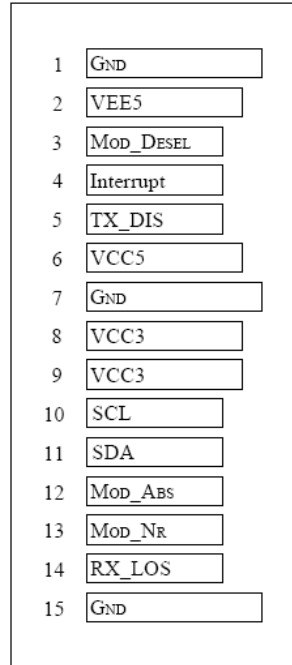 1 GND
2 VEE5
3 MOD_DESEL
4 Interrupt
5 TX_DIS
6 VCC5
7 GND
8 VCC3
9 VCC3
10 SCL
11 SDA
12 MOD_ABS
13 MOD_NR
14 RX_LOS
15 GND